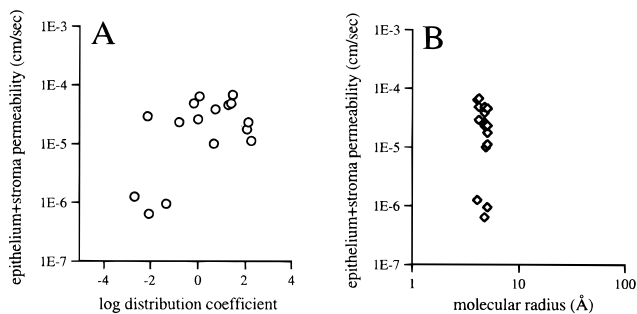 A
epithelium+stroma permeability (cm/sec)
1E-3
1E-4
1E-5
1E-6
1E-7
-4 -2 0 2 4
log distribution coefficient
B
epithelium+stroma permeability (cm/sec)
1E-3
1E-4
1E-5
1E-6
1E-7
1 10 100
molecular radius (Å)